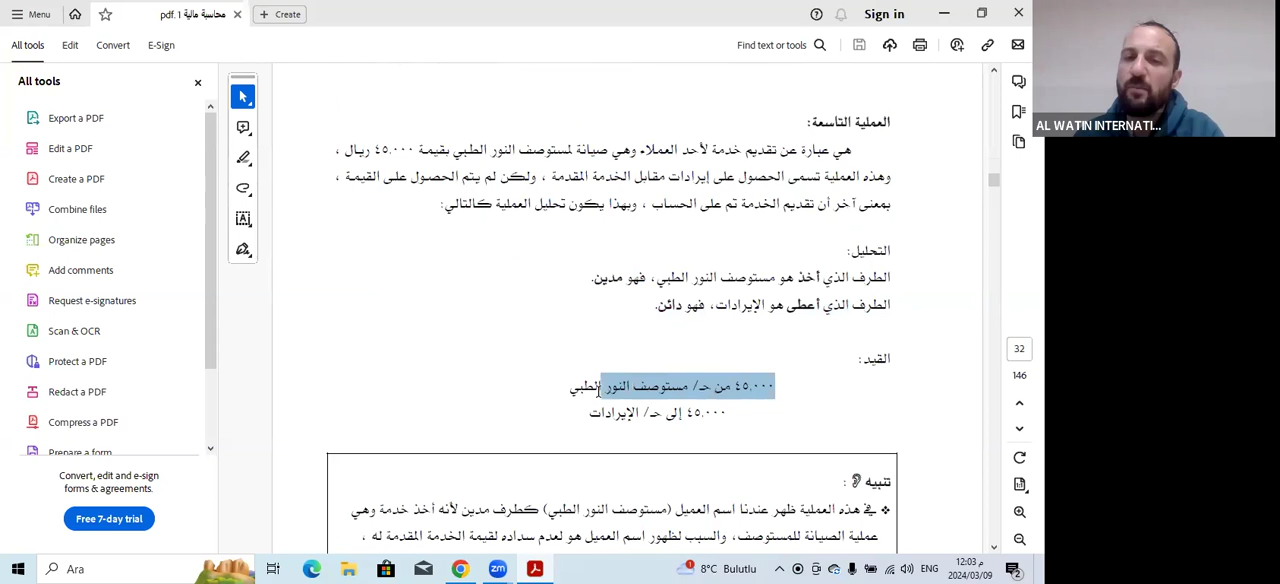 Menu
محاسبة مالية 1.pdf
Create
Sign in
All tools
Edit
Convert
E-Sign
Find text or tools
All tools
Export a PDF
Edit a PDF
Create a PDF
Combine files
Organize pages
Add comments
Request e-signatures
Scan & OCR
Protect a PDF
Redact a PDF
Compress a PDF
Prepare a form
Convert, edit and e-sign
forms & agreements.
Free 7-day trial
العملية التاسعة:
هي عبارة عن تقديم خدمة لأحد العملاء وهي صيانة لمستوصف النور الطبي بقيمة ٤٥,٠٠٠ ريـال ،
وهذه العملية تسمى الحصول على إيرادات مقابل الخدمة المقدمة ، ولكن لم يتم الحصول على القيمة ،
بمعنى آخر أن تقديم الخدمة تم على الحساب ، وبهذا يكون تحليل العملية كالتالي:
التحليل:
الطرف الذي أخذ هو مستوصف النور الطبي، فهو مدين.
الطرف الذي أعطى هو الإيرادات، فهو دائن.
القيد:
٤٥,٠٠٠ من حـ/ مستوصف النور الطبي
٤٥,٠٠٠ إلى حـ/ الإيرادات
تنبيه :
في هذه العملية ظهر عندنا اسم العميل (مستوصف النور الطبي) كطرف مدين لأنه أخذ خدمة وهي
عملية الصيانة للمستوصف، والسبب لظهور اسم العميل هو لعدم سداده لقيمة الخدمة المقدمة له ،
32
146
AL WATIN INTERNATI...
Ara
8°C Bulutlu
ENG
12:03 م
2024/03/09
2